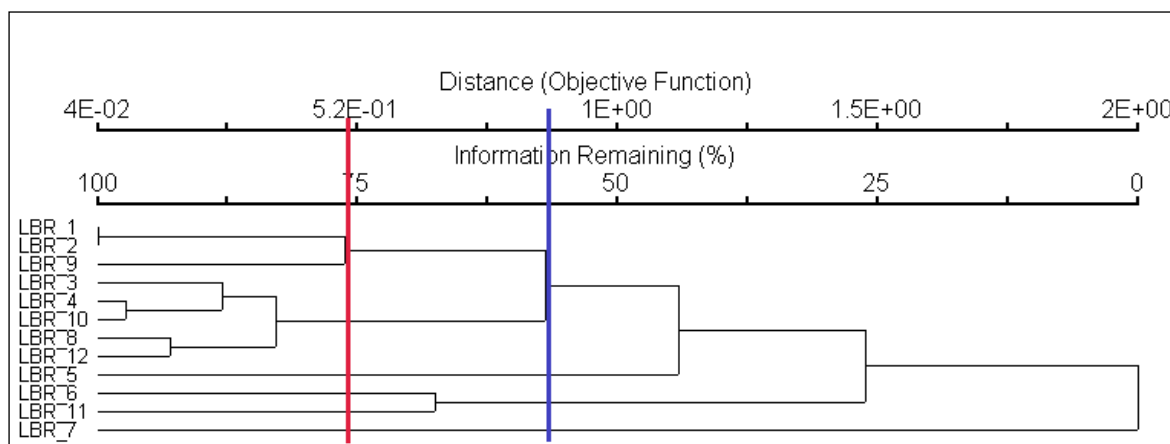 Distance (Objective Function)
4E-02 5.2E-01 1E+00 1.5E+00 2E+00
Information Remaining (%)
100 75 50 25 0
LBR_1
LBR_2
LBR_9
LBR_3
LBR_4
LBR_10
LBR_8
LBR_12
LBR_5
LBR_6
LBR_11
LBR_7